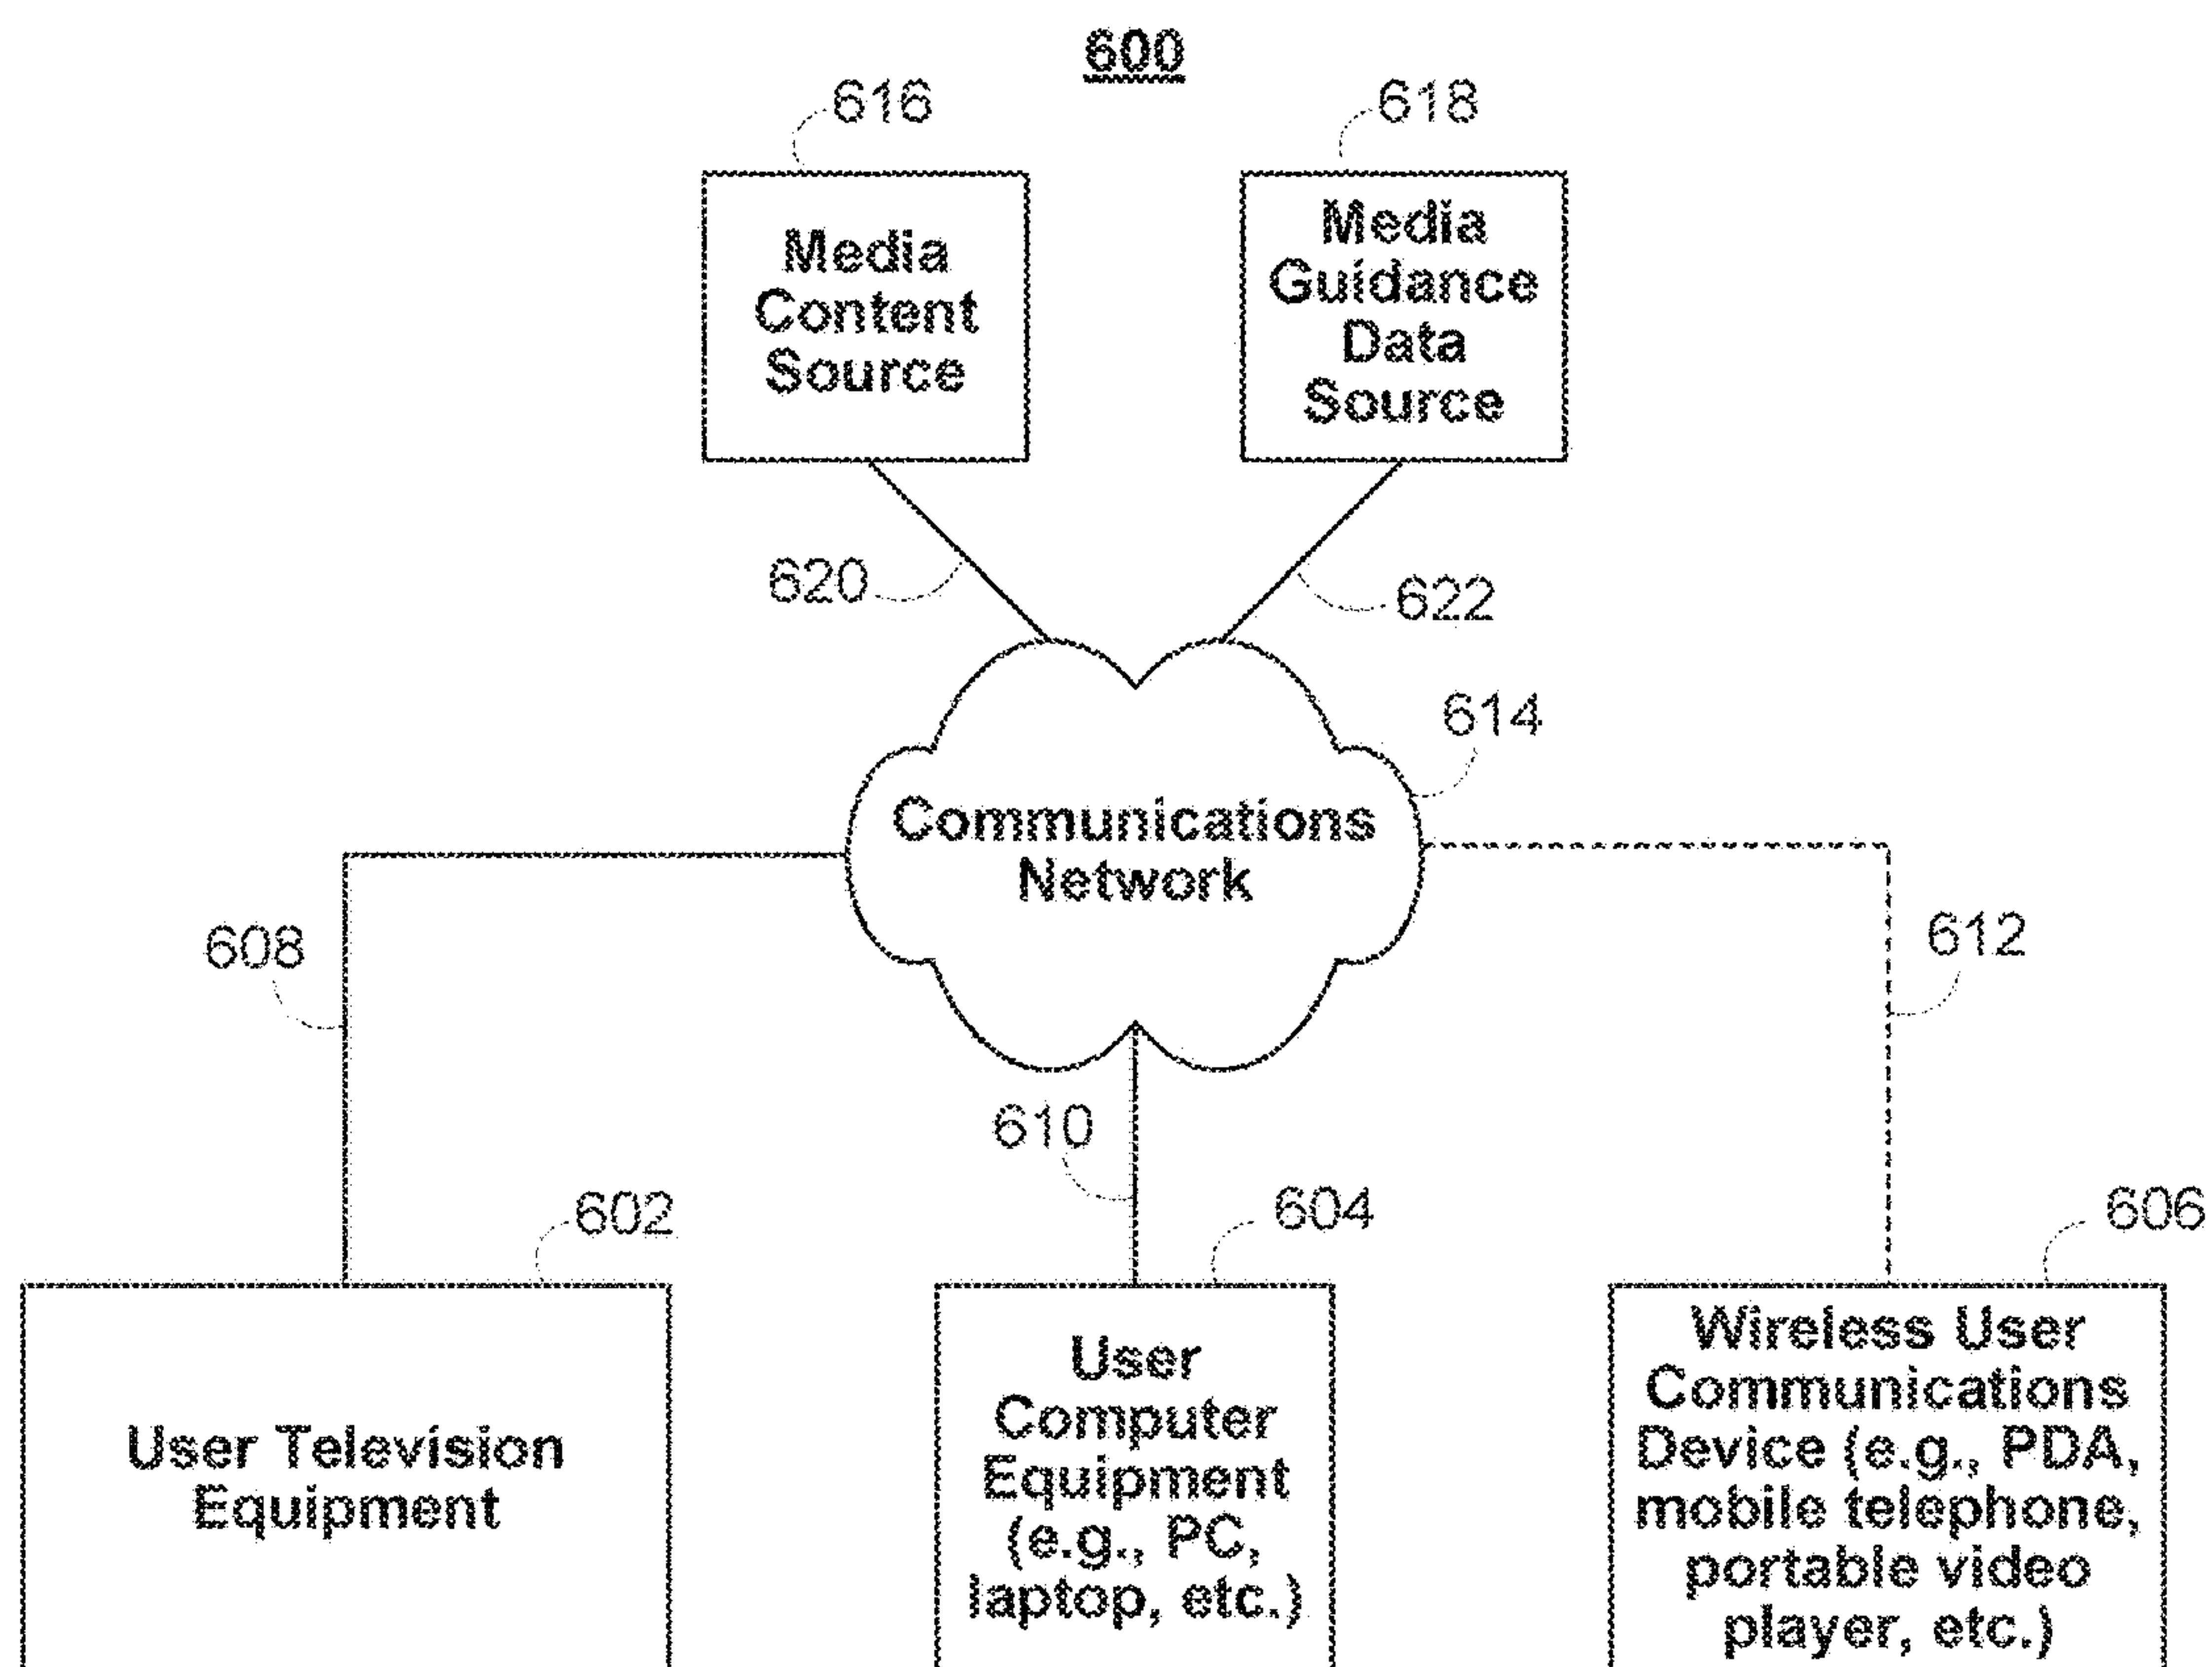 600
616
618
Media
Content
Source
Media
Guidance
Data
Source
620
622
614
Communications
Network
608
612
610
602
604
606
User Television
Equipment
User
Computer
Equipment
(e.g., PC,
laptop, etc.)
Wireless User
Communications
Device (e.g., PDA,
mobile telephone,
portable video
player, etc.)